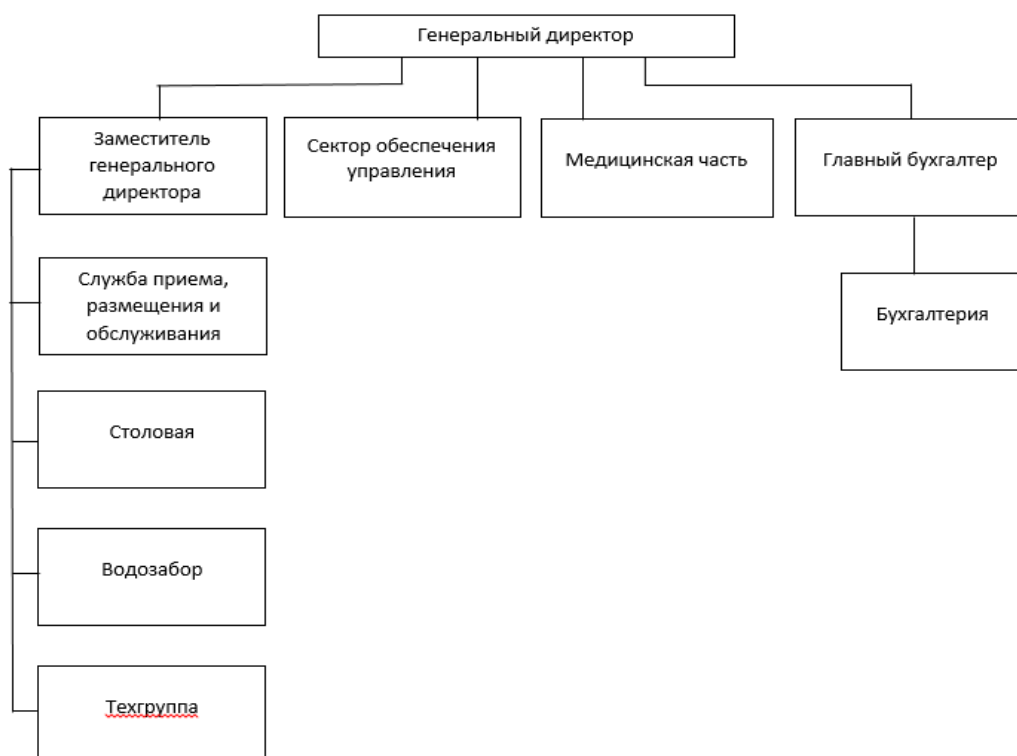 Генеральный директор
Заместитель
генерального
директора
Сектор обеспечения
управления
Медицинская часть
Главный бухгалтер
Служба приема,
размещения и
обслуживания
Бухгалтерия
Столовая
Водозабор
Техгруппа